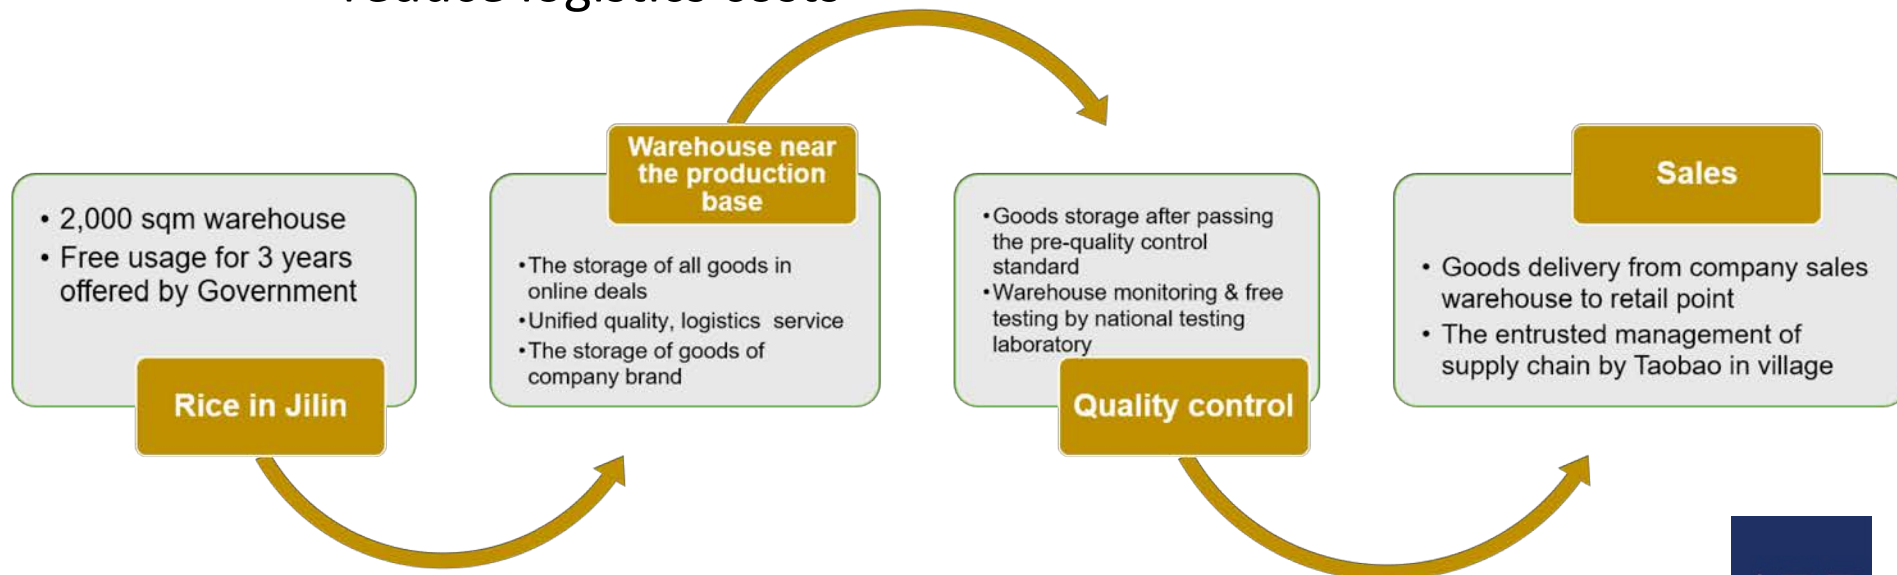 reduce logistics costs
• 2,000 sqm warehouse
• Free usage for 3 years
offered by Government
Rice in Jilin
Warehouse near
the production
base
•The storage of all goods in
online deals
•Unified quality, logistics service
•The storage of goods of
company brand
•Goods storage after passing
the pre-quality control
standard
•Warehouse monitoring & free
testing by national testing
laboratory
Quality control
Sales
• Goods delivery from company sales
warehouse to retail point
• The entrusted management of
supply chain by Taobao in village